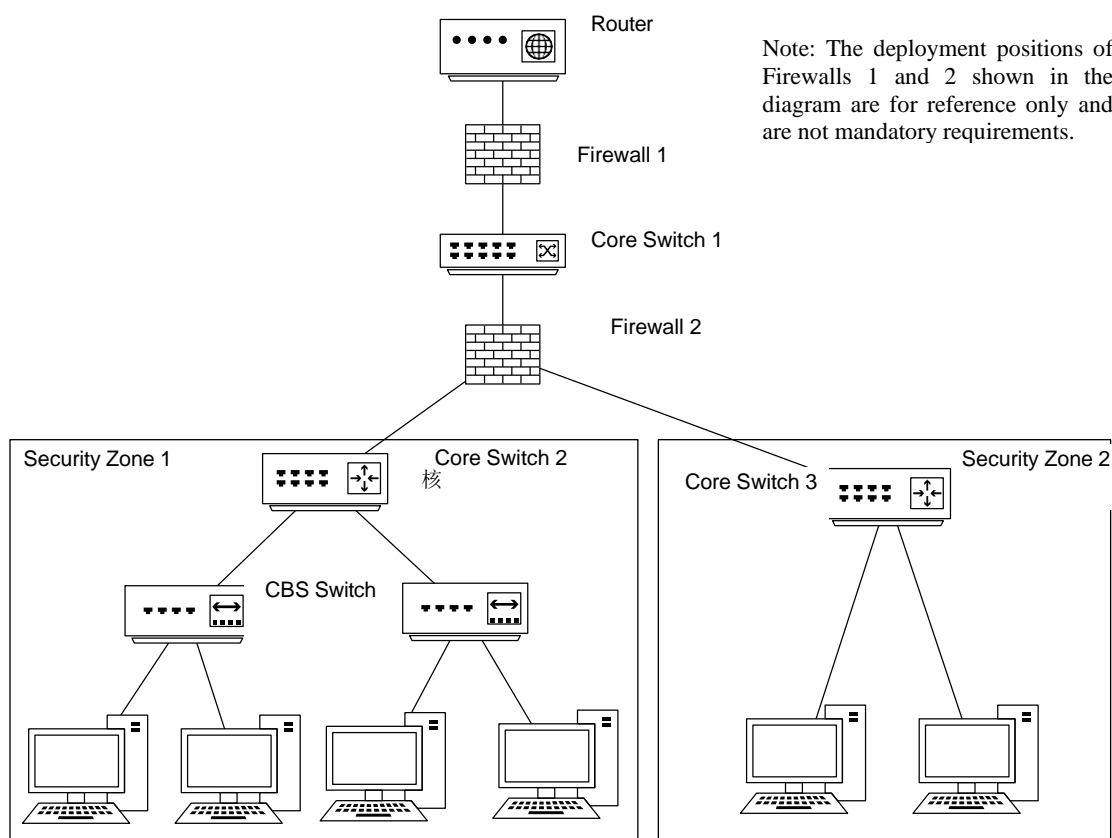 Router
Note: The deployment positions of
Firewalls 1 and 2 shown in the
diagram are for reference only and
are not mandatory requirements.
Firewall 1
Core Switch 1
Firewall 2
Security Zone 1
Core Switch 2
核
Core Switch 3
Security Zone 2
CBS Switch